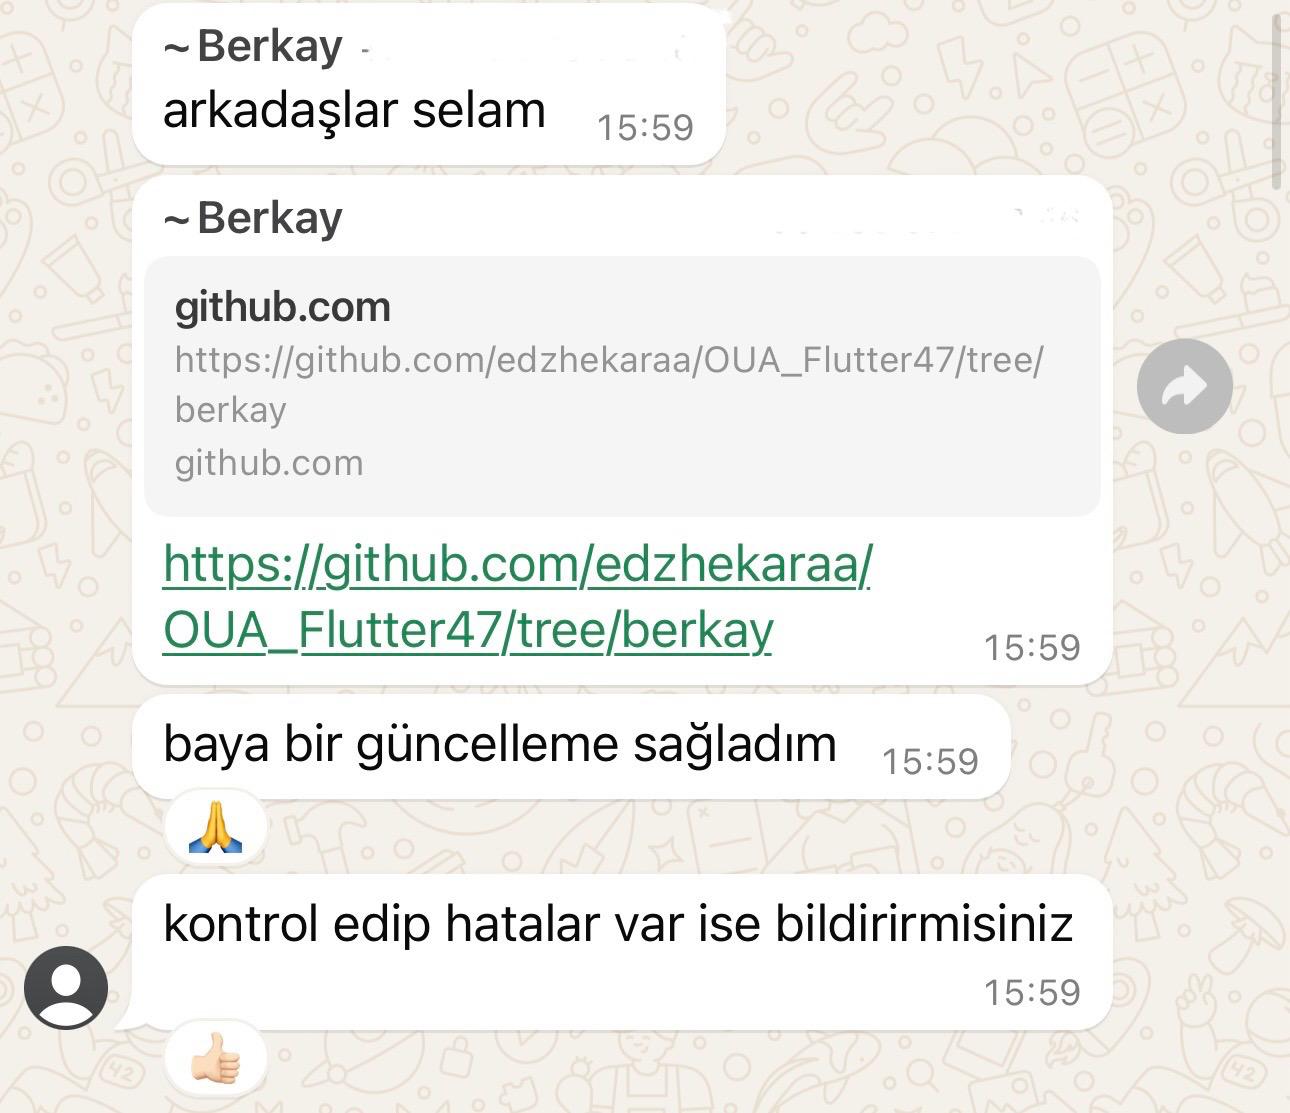 ~ Berkay
arkadaşlar selam
15:59
~ Berkay
github.com
https://github.com/edzhekaraa/OUA_Flutter47/tree/
berkay
github.com
https://github.com/edzhekaraa/
OUA_Flutter47/tree/berkay
15:59
baya bir güncelleme sağladım
15:59
kontrol edip hatalar var ise bildirirmisiniz
15:59